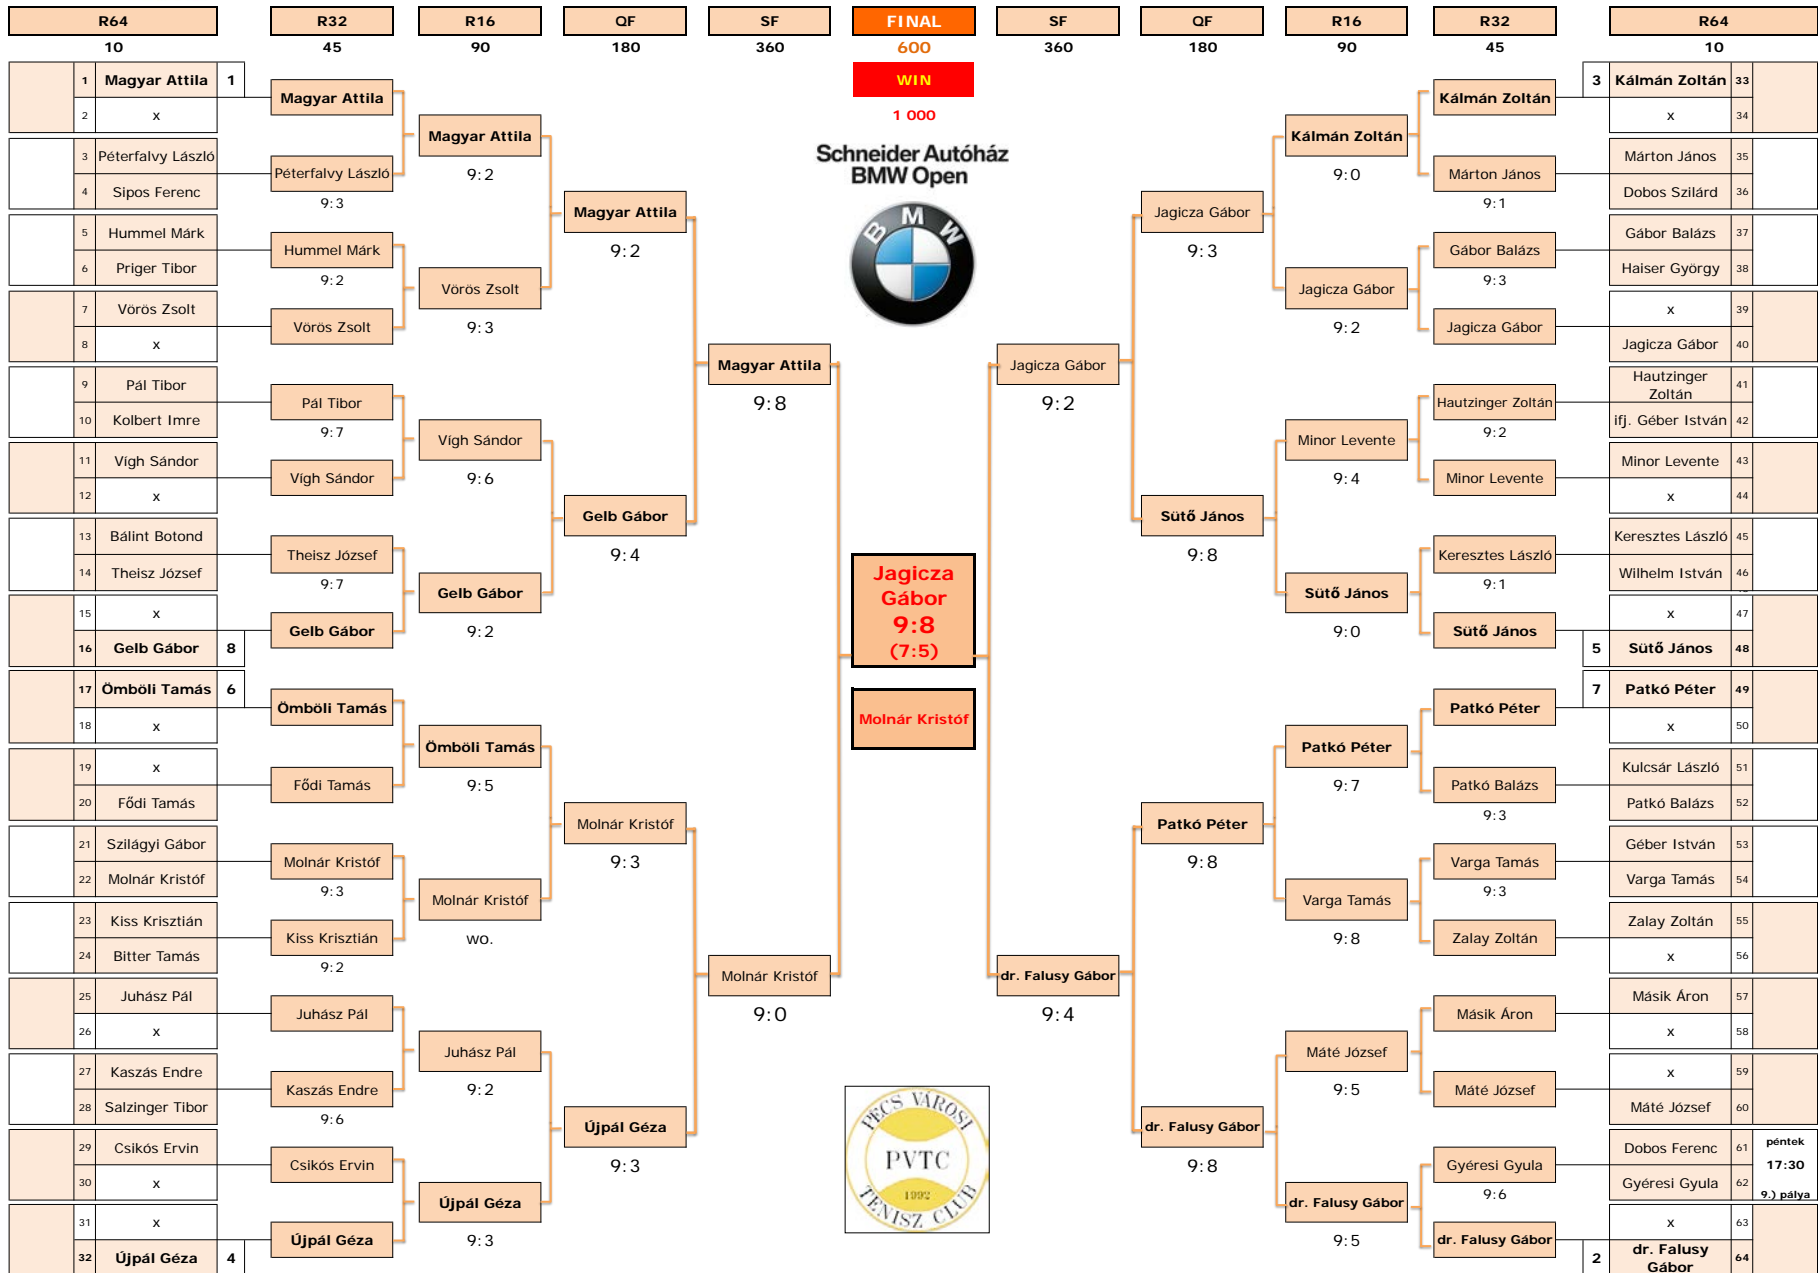 R64
R32
R16
QF
SF
FINAL
SF
QF
R16
R32
R64
10
45
90
180
360
600
360
180
90
45
10
WIN
1 000
Schneider Autóház
BMW Open
BMW
1 Magyar Attila 1
2 x
3 Péterfalvy László
4 Sipos Ferenc
5 Hummel Márk
6 Priger Tibor
7 Vörös Zsolt
8 x
9 Pál Tibor
10 Kolbert Imre
11 Vígh Sándor
12 x
13 Bálint Botond
14 Theisz József
15 x
16 Gelb Gábor 8
17 Ömböli Tamás 6
18 x
19 x
20 Fődi Tamás
21 Szilágyi Gábor
22 Molnár Kristóf
23 Kiss Krisztián
24 Bitter Tamás
25 Juhász Pál
26 x
27 Kaszás Endre
28 Salzinger Tibor
29 Csikós Ervin
30 x
31 x
32 Újpál Géza 4
Magyar Attila
Péterfalvy László
9:3
Hummel Márk
9:2
Vörös Zsolt
Pál Tibor
9:7
Vígh Sándor
Theisz József
9:7
Gelb Gábor
Ömböli Tamás
Fődi Tamás
Molnár Kristóf
9:3
Kiss Krisztián
9:2
Juhász Pál
Kaszás Endre
9:6
Csikós Ervin
Újpál Géza
Magyar Attila
9:2
Vörös Zsolt
9:3
Vígh Sándor
9:6
Gelb Gábor
9:2
Ömböli Tamás
9:5
Molnár Kristóf
wo.
Juhász Pál
9:2
Újpál Géza
9:3
Magyar Attila
9:2
Gelb Gábor
9:4
Molnár Kristóf
9:3
Újpál Géza
9:3
Magyar Attila
9:8
Molnár Kristóf
9:0
Jagicza
Gábor
9:8
(7:5)
Molnár Kristóf
PÉCS VÁROSI
PVTC
1992
TENISZ CLUB
Jagicza Gábor
9:2
dr. Falusy Gábor
9:4
Jagicza Gábor
9:3
Sütő János
9:8
Patkó Péter
9:8
dr. Falusy Gábor
9:8
Kálmán Zoltán
9:0
Jagicza Gábor
9:2
Minor Levente
9:4
Sütő János
9:0
Patkó Péter
9:7
Varga Tamás
9:8
Máté József
9:5
dr. Falusy Gábor
9:5
Kálmán Zoltán
Márton János
9:1
Gábor Balázs
9:3
Jagicza Gábor
Hautzinger Zoltán
9:2
Minor Levente
Keresztes László
9:1
Sütő János
Patkó Péter
Patkó Balázs
9:3
Varga Tamás
9:3
Zalay Zoltán
Másik Áron
Máté József
Gyéresi Gyula
9:6
dr. Falusy Gábor
3 Kálmán Zoltán 33
x 34
Márton János 35
Dobos Szilárd 36
Gábor Balázs 37
Haiser György 38
x 39
Jagicza Gábor 40
Hautzinger
Zoltán 41
ifj. Géber István 42
Minor Levente 43
x 44
Keresztes László 45
Wilhelm István 46
x 47
5 Sütő János 48
7 Patkó Péter 49
x 50
Kulcsár László 51
Patkó Balázs 52
Géber István 53
Varga Tamás 54
Zalay Zoltán 55
x 56
Másik Áron 57
x 58
x 59
Máté József 60
Dobos Ferenc 61 péntek
17:30
Gyéresi Gyula 62
9.) pálya
x 63
2 dr. Falusy
Gábor 64